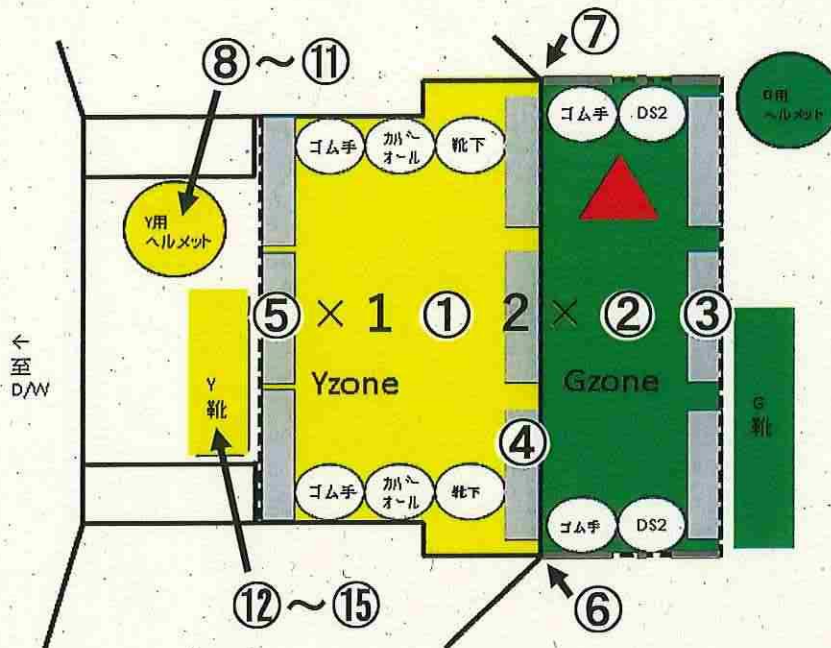 ⑦
⑧～⑪
G用
ヘルメット
ゴム手
カバー
オール
靴下
ゴム手
DS2
Y用
ヘルメット
⑤ × 1 ① 2 × ② ③
←
至
D/W
Y
靴
Yzone
Gzone
G
靴
④
ゴム手
カバー
オール
靴下
ゴム手
DS2
⑫～⑮
⑥